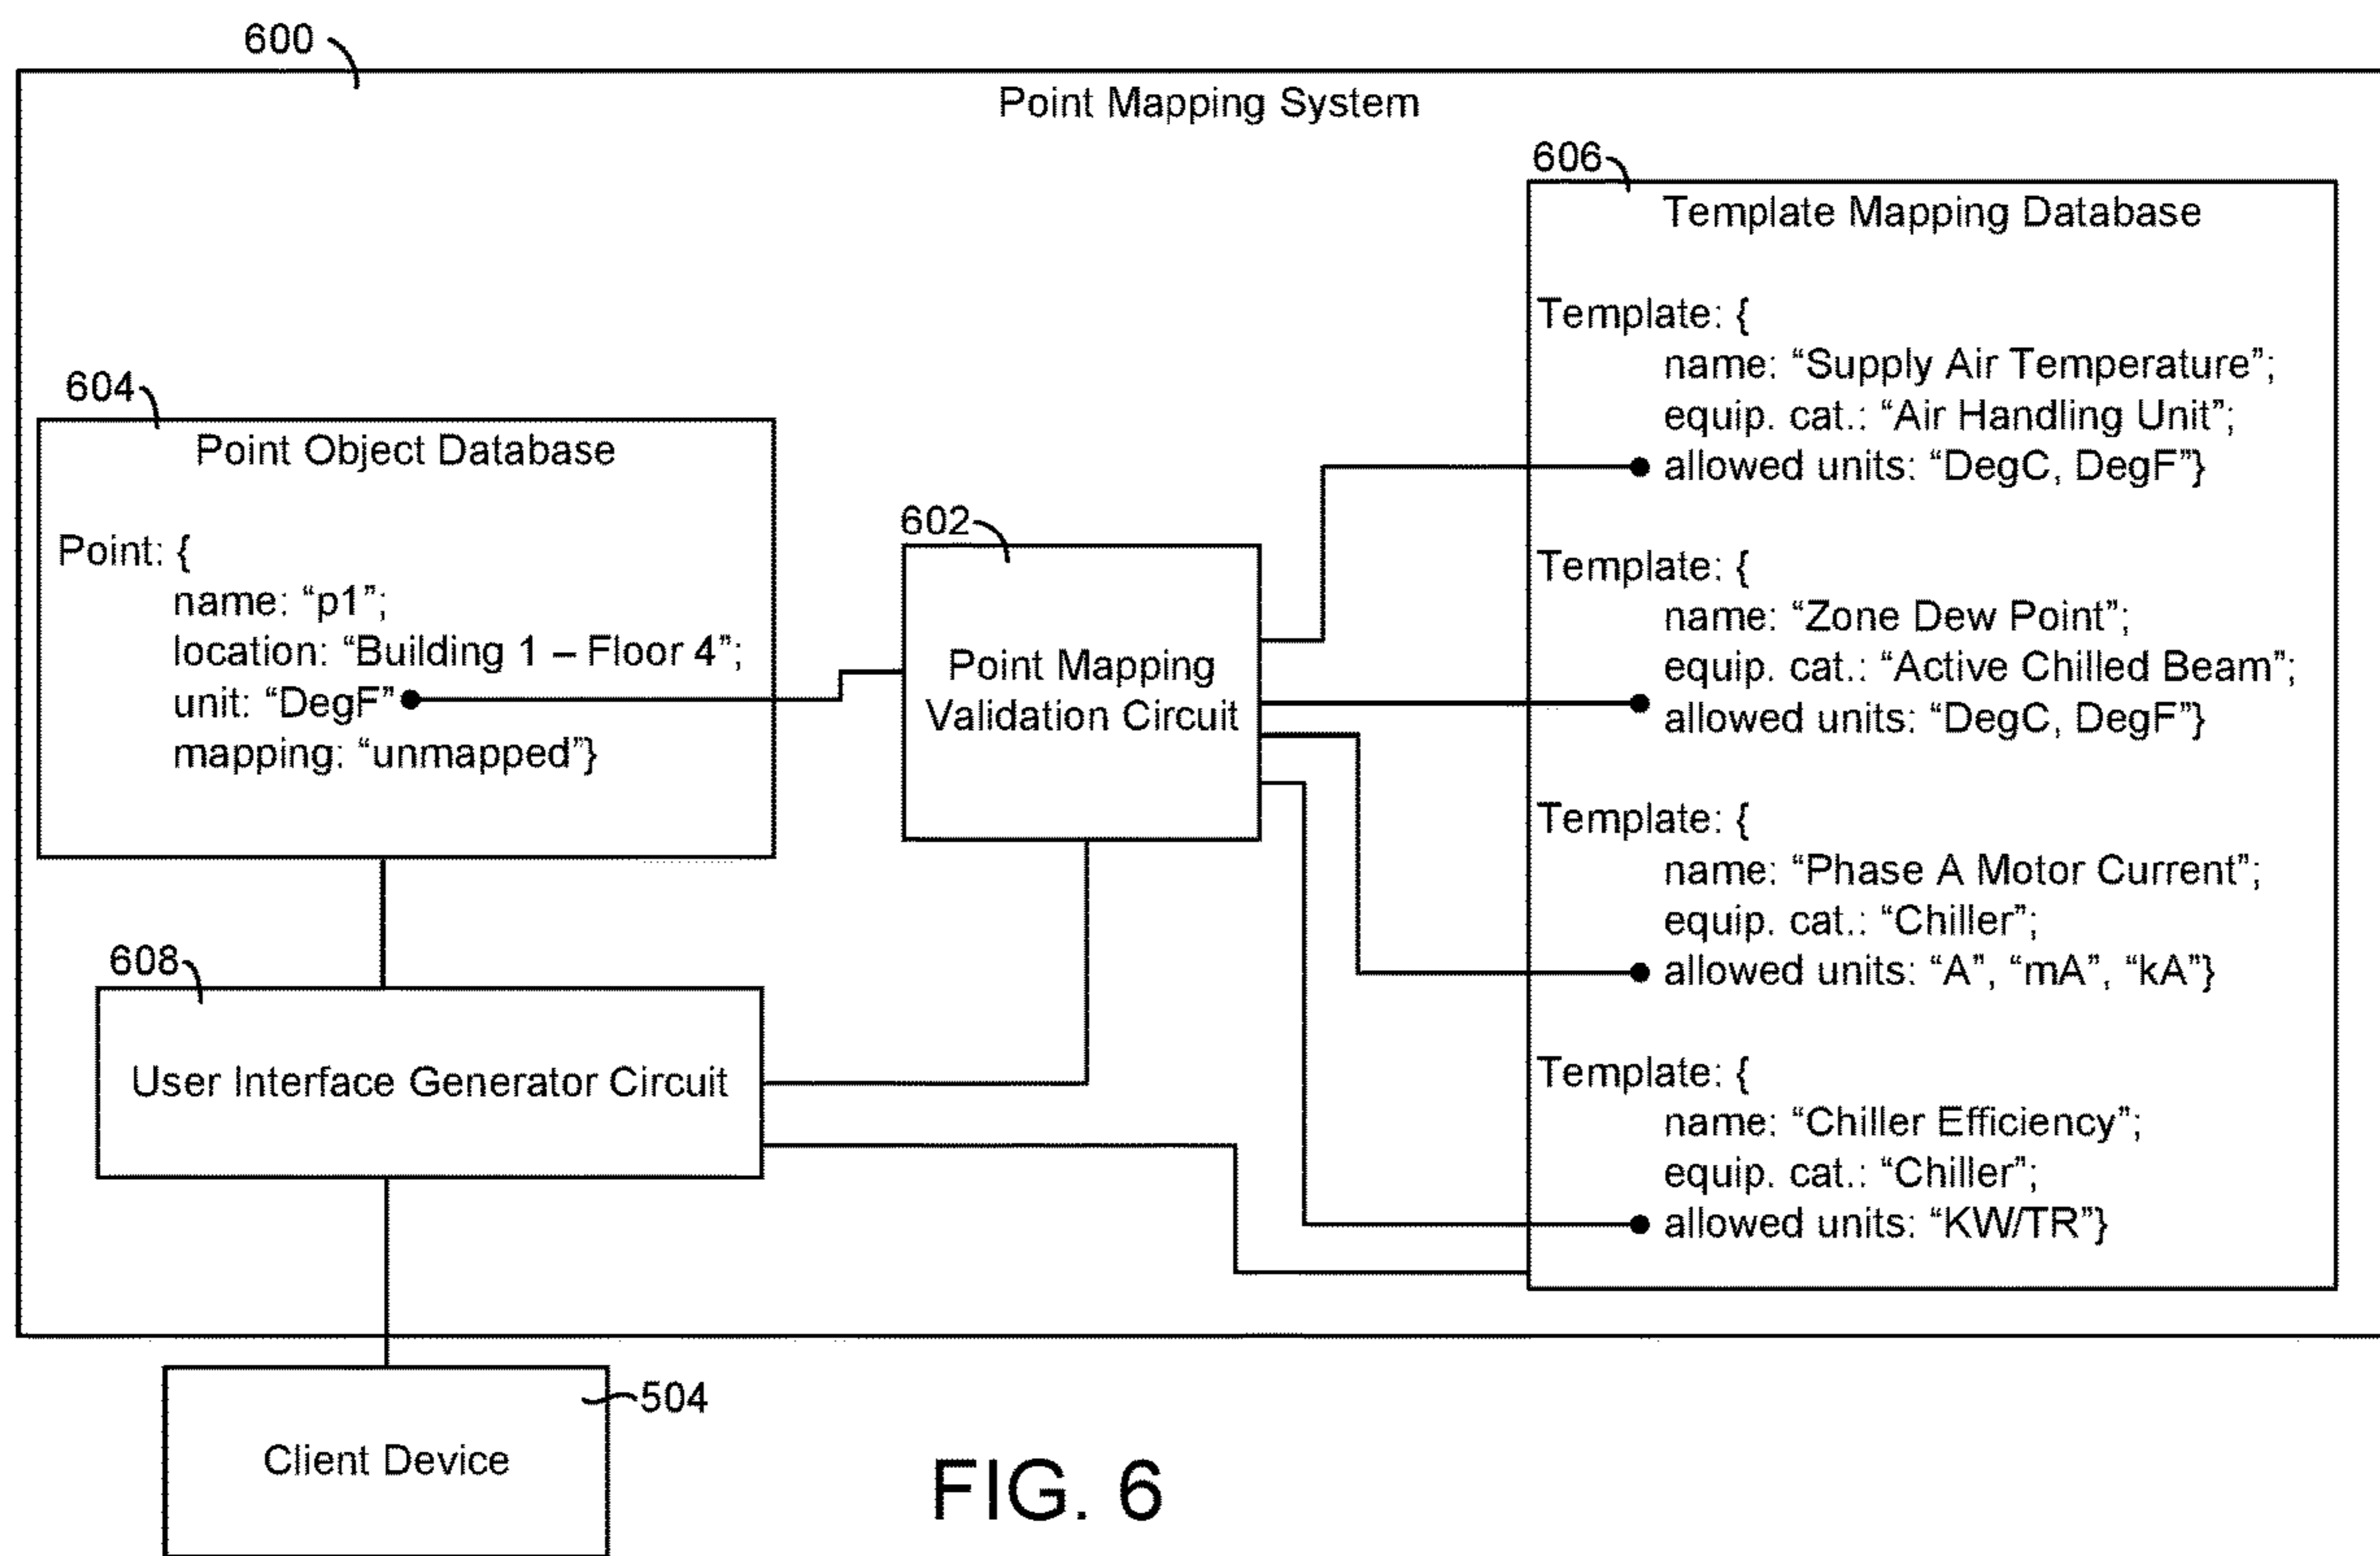 600
Point Mapping System
604
Point Object Database
Point: {
name: “p1”;
location: “Building 1 – Floor 4”;
unit: “DegF”
mapping: “unmapped”}
602
Point Mapping
Validation Circuit
606
Template Mapping Database
Template: {
name: “Supply Air Temperature”;
equip. cat.: “Air Handling Unit”;
allowed units: “DegC, DegF”}
Template: {
name: “Zone Dew Point”;
equip. cat.: “Active Chilled Beam”;
allowed units: “DegC, DegF”}
Template: {
name: “Phase A Motor Current”;
equip. cat.: “Chiller”;
allowed units: “A”, “mA”, “kA”}
Template: {
name: “Chiller Efficiency”;
equip. cat.: “Chiller”;
allowed units: “KW/TR”}
608
User Interface Generator Circuit
504
Client Device
FIG. 6